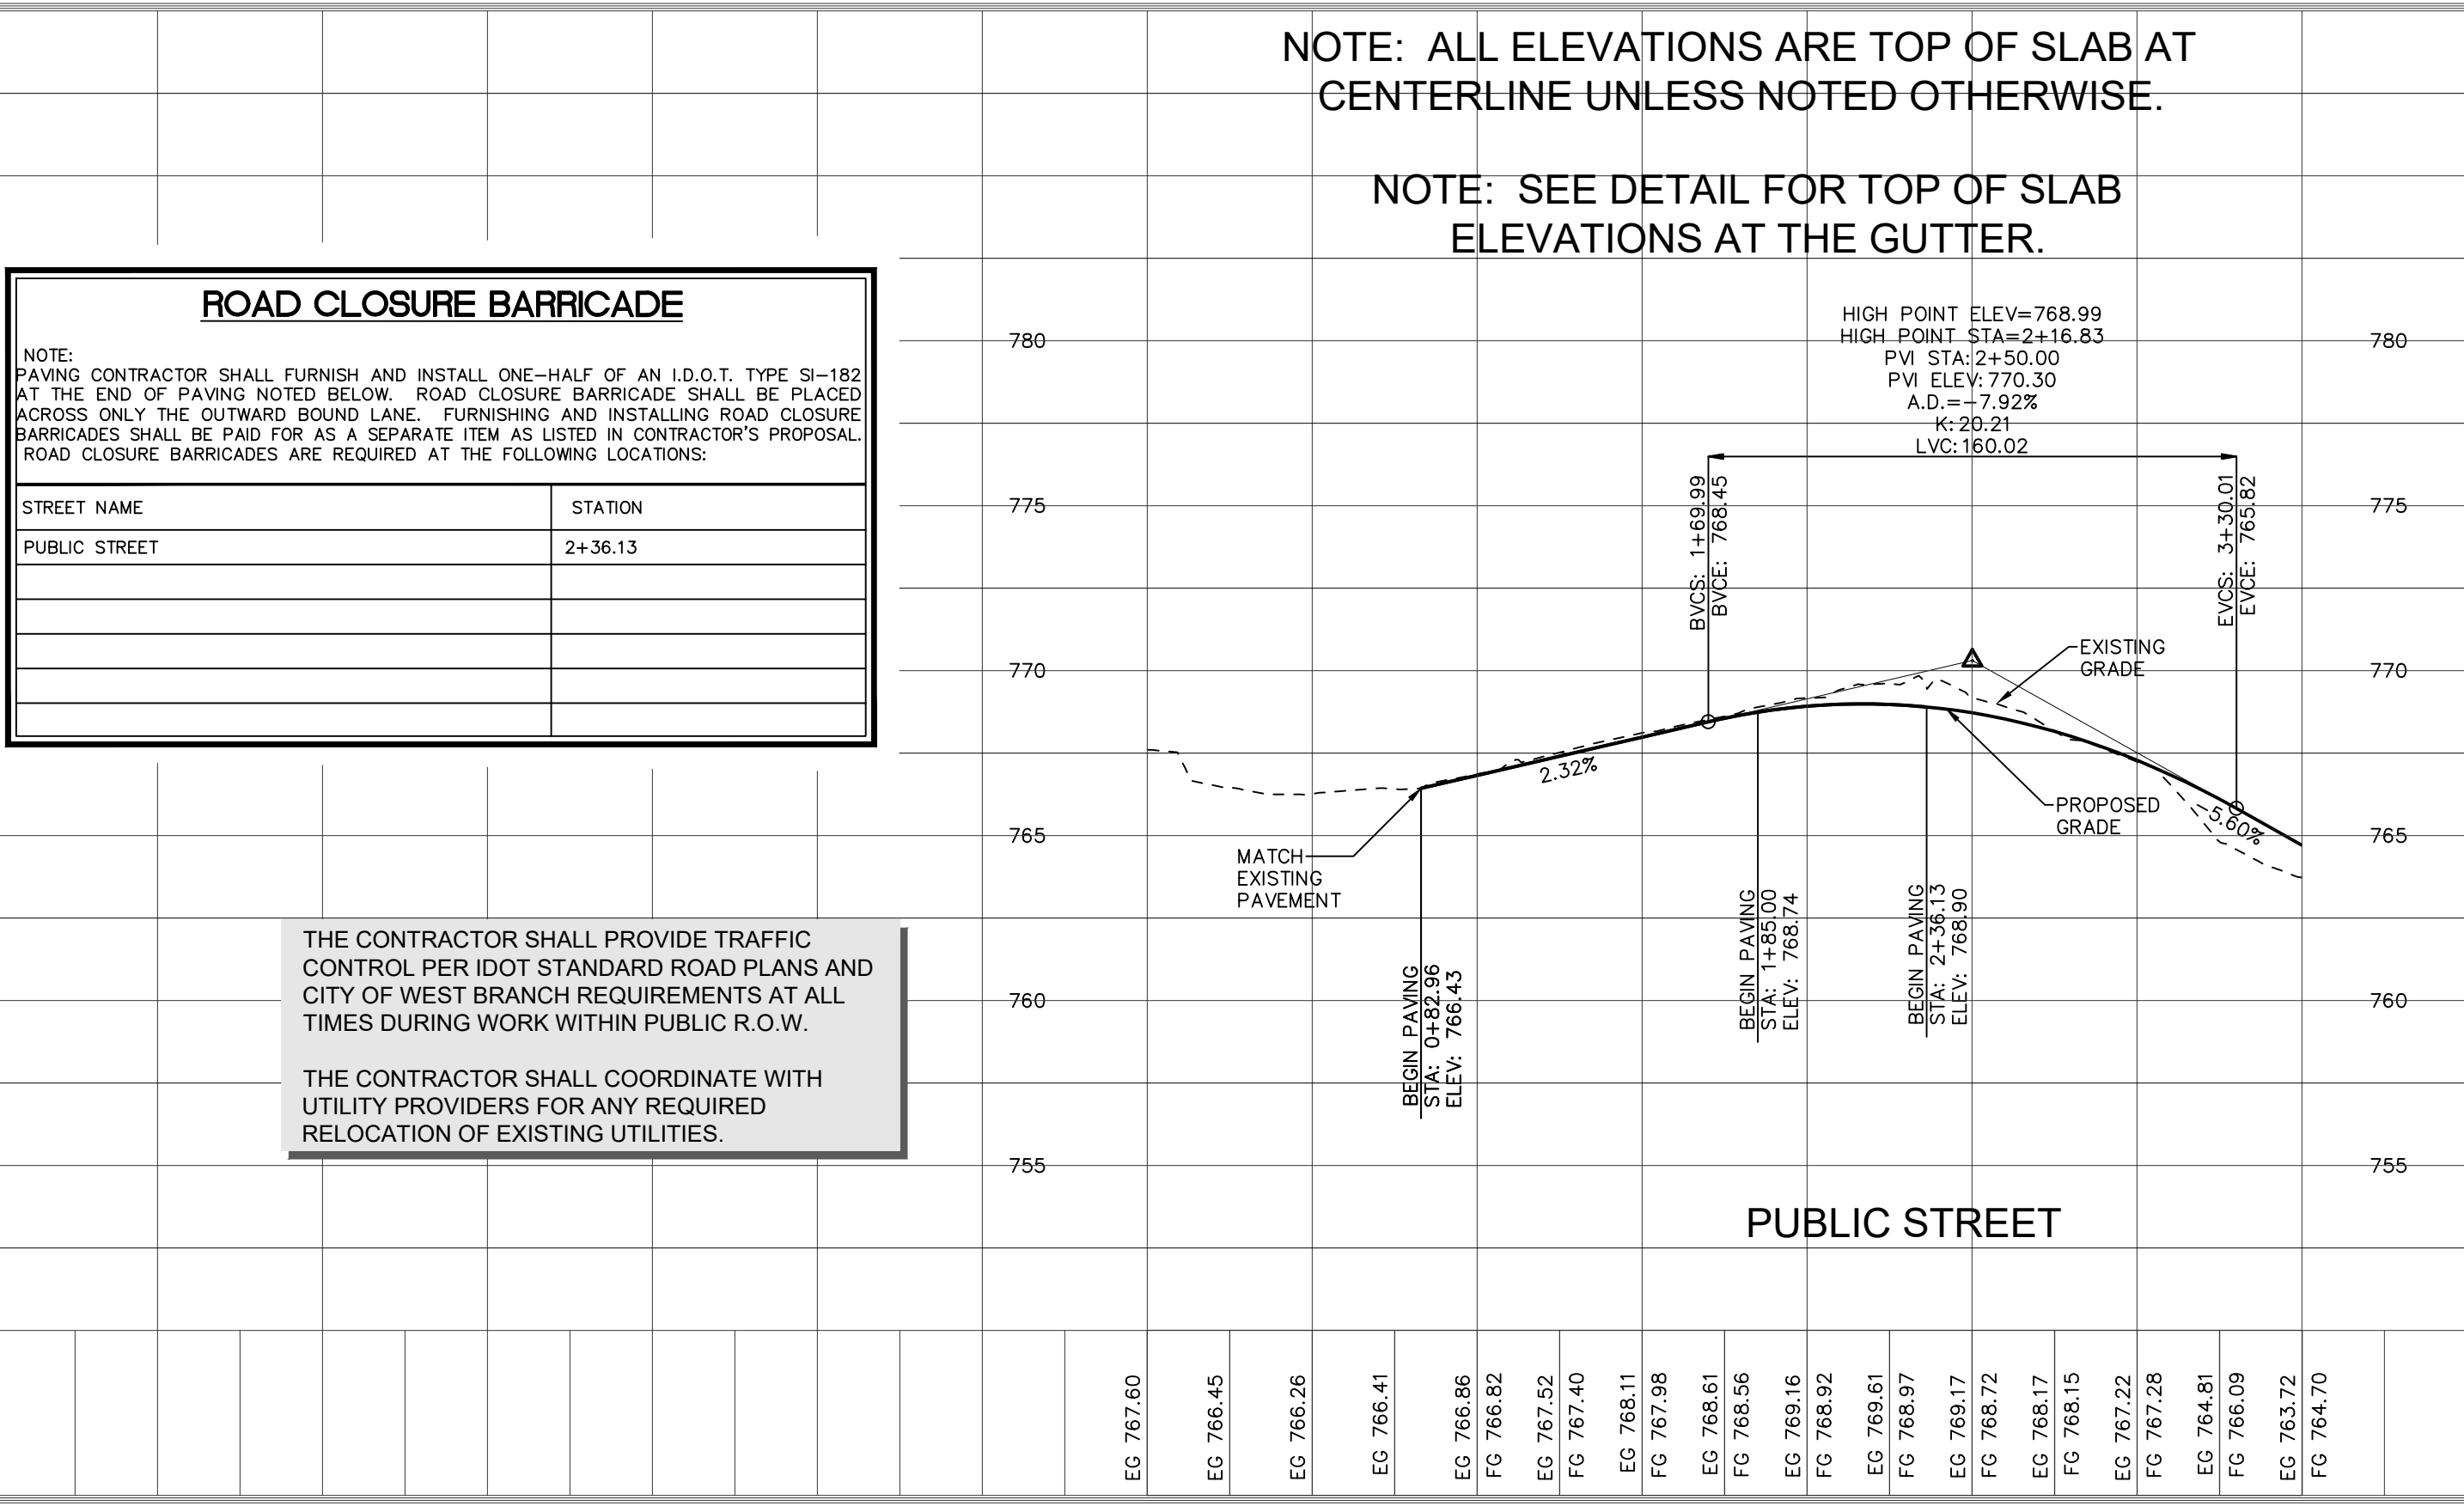 NOTE: ALL ELEVATIONS ARE TOP OF SLAB AT
CENTERLINE UNLESS NOTED OTHERWISE.
NOTE: SEE DETAIL FOR TOP OF SLAB
ELEVATIONS AT THE GUTTER.
ROAD CLOSURE BARRICADE
NOTE:
PAVING CONTRACTOR SHALL FURNISH AND INSTALL ONE-HALF OF AN I.D.O.T. TYPE SI-182
AT THE END OF PAVING NOTED BELOW. ROAD CLOSURE BARRICADE SHALL BE PLACED
ACROSS ONLY THE OUTWARD BOUND LANE. FURNISHING AND INSTALLING ROAD CLOSURE
BARRICADES SHALL BE PAID FOR AS A SEPARATE ITEM AS LISTED IN CONTRACTOR'S PROPOSAL.
ROAD CLOSURE BARRICADES ARE REQUIRED AT THE FOLLOWING LOCATIONS:
STREET NAME STATION
PUBLIC STREET 2+36.13
THE CONTRACTOR SHALL PROVIDE TRAFFIC
CONTROL PER IDOT STANDARD ROAD PLANS AND
CITY OF WEST BRANCH REQUIREMENTS AT ALL
TIMES DURING WORK WITHIN PUBLIC R.O.W.
THE CONTRACTOR SHALL COORDINATE WITH
UTILITY PROVIDERS FOR ANY REQUIRED
RELOCATION OF EXISTING UTILITIES.
780
775
770
765
760
755
HIGH POINT ELEV=768.99
HIGH POINT STA=2+16.83
PVI STA:2+50.00
PVI ELEV:770.30
A.D.=-7.92%
K:20.21
LVC:160.02
BVCS: 1+69.99
BVCE: 768.45
EVCS: 3+30.01
EVCE: 765.82
EXISTING
GRADE
2.32%
PROPOSED
GRADE
-5.60%
MATCH
EXISTING
PAVEMENT
BEGIN PAVING
STA: 0+82.96
ELEV: 766.43
BEGIN PAVING
STA: 1+85.00
ELEV: 768.74
BEGIN PAVING
STA: 2+36.13
ELEV: 768.90
780
775
770
765
760
755
PUBLIC STREET
EG 767.60
EG 766.45
EG 766.26
EG 766.41
EG 766.86
FG 766.82
EG 767.52
FG 767.40
EG 768.11
FG 767.98
EG 768.61
FG 768.56
EG 769.16
FG 768.92
EG 769.61
FG 768.97
EG 769.17
FG 768.72
EG 768.17
FG 768.15
EG 767.22
FG 767.28
EG 764.81
FG 766.09
EG 763.72
FG 764.70